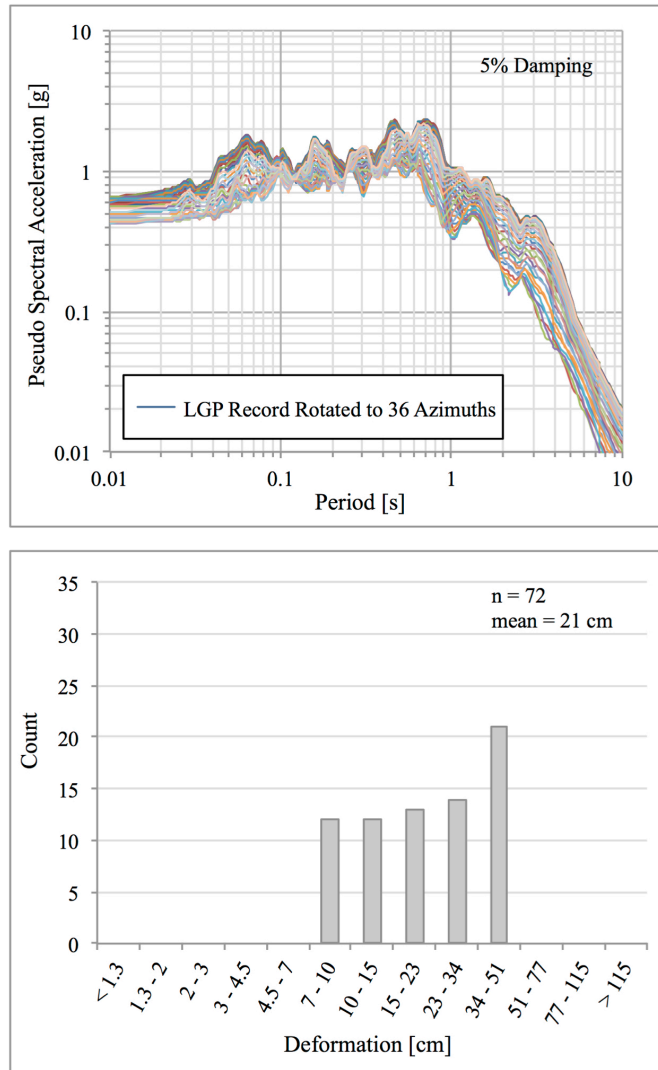 10
5% Damping
Pseudo Spectral Acceleration [g]
1
0.1
LGP Record Rotated to 36 Azimuths
0.01
0.01 0.1 1 10
Period [s]
35
n = 72
mean = 21 cm
30
25
Count
20
15
10
5
0
< 1.3
1.3 - 2
2 - 3
3 - 4.5
4.5 - 7
7 - 10
10 - 15
15 - 23
23 - 34
34 - 51
51 - 77
77 - 115
> 115
Deformation [cm]